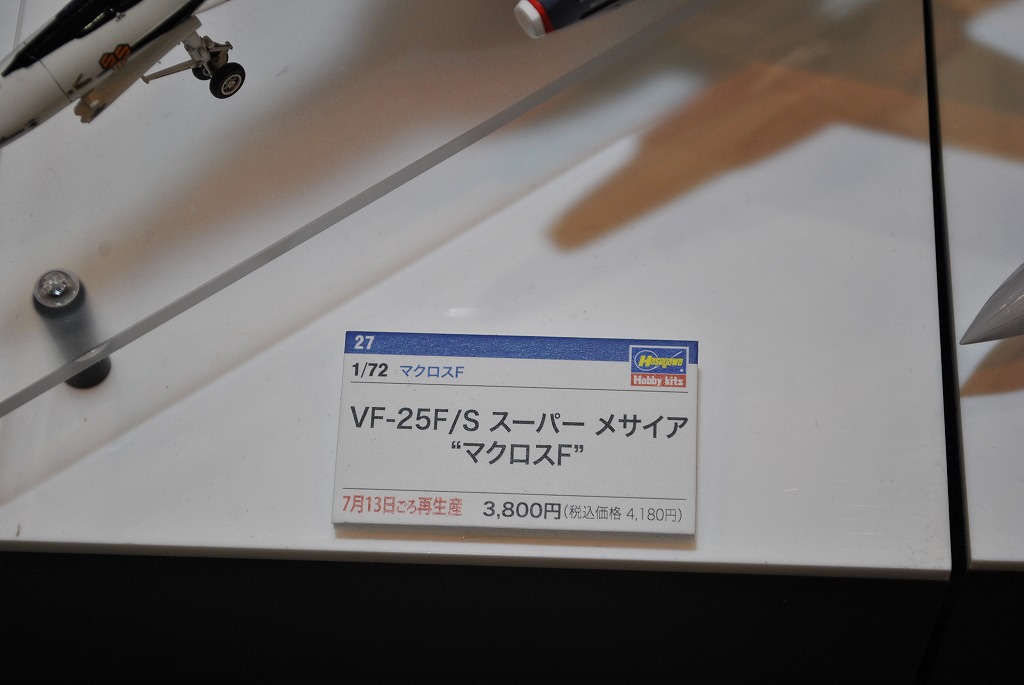 27
Hasegawa
Hobby kits
1/72 マクロスF
VF-25F/S スーパー メサイア
“マクロスF”
7月13日ごろ再生産 3,800円(税込価格 4,180円)